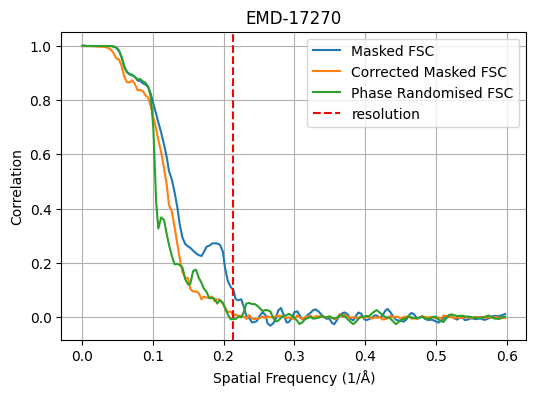 EMD-17270
Masked FSC
Corrected Masked FSC
Phase Randomised FSC
resolution
Correlation
1.0
0.8
0.6
0.4
0.2
0.0
0.0 0.1 0.2 0.3 0.4 0.5 0.6
Spatial Frequency (1/Å)